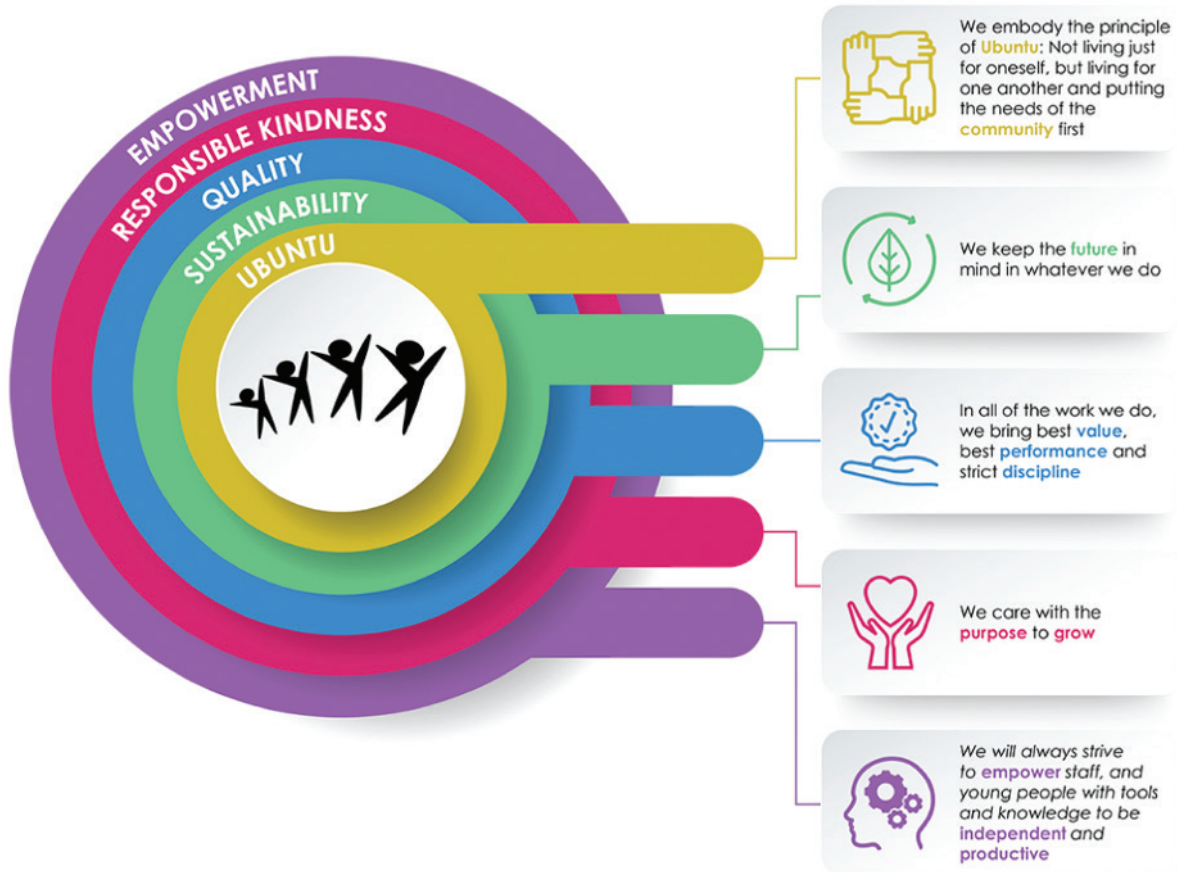 EMPOWERMENT
RESPONSIBLE KINDNESS
QUALITY
SUSTAINABILITY
UBUNTU
We embody the principle
of Ubuntu: Not living just
for oneself, but living for
one another and putting
the needs of the
community first
We keep the future in
mind in whatever we do
In all of the work we do,
we bring best value,
best performance and
strict discipline
We care with the
purpose to grow
We will always strive
to empower staff, and
young people with tools
and knowledge to be
independent and
productive